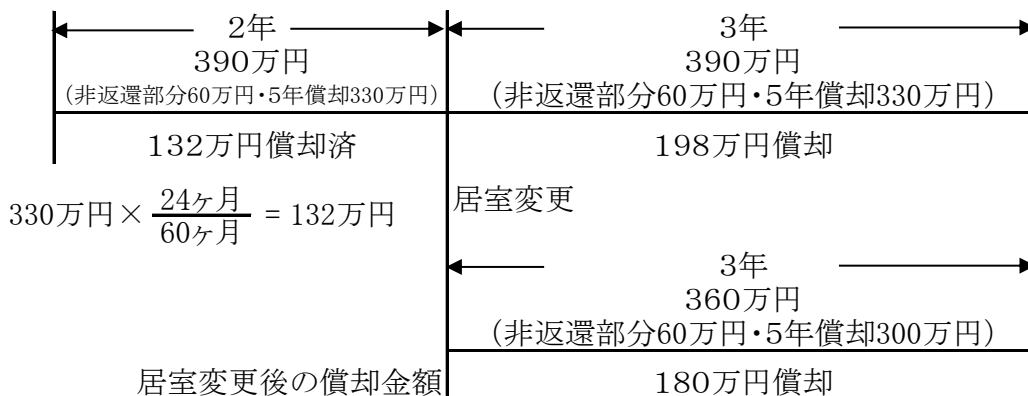 2年
390万円
（非返還部分60万円・5年償却330万円）
132万円償却済
3年
390万円
（非返還部分60万円・5年償却330万円）
198万円償却
330万円× 24ヶ月 = 132万円
60ヶ月
居室変更
3年
360万円
（非返還部分60万円・5年償却300万円）
居室変更後の償却金額
180万円償却